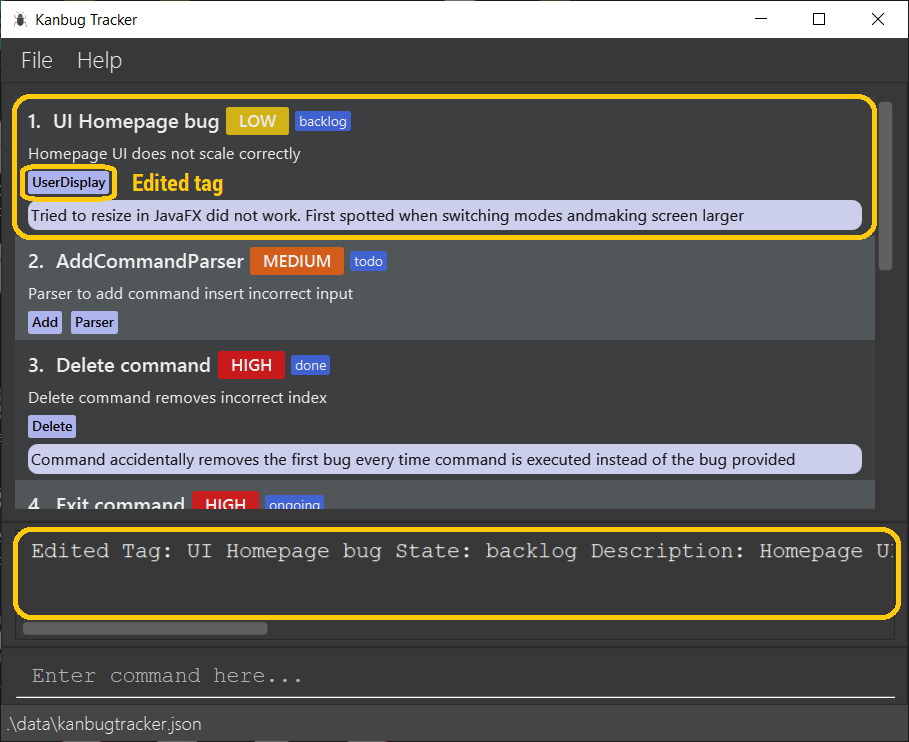 Kanbug Tracker
File Help
1. UI Homepage bug LOW backlog
Homepage UI does not scale correctly
UserDisplay Edited tag
Tried to resize in JavaFX did not work. First spotted when switching modes andmaking screen larger
2. AddCommandParser MEDIUM todo
Parser to add command insert incorrect input
Add Parser
3. Delete command HIGH done
Delete command removes incorrect index
Delete
Command accidentally removes the first bug every time command is executed instead of the bug provided
4. Exit command HIGH ongoing
Edited Tag: UI Homepage bug State: backlog Description: Homepage U
Enter command here...
.\data\kanbugtracker.json